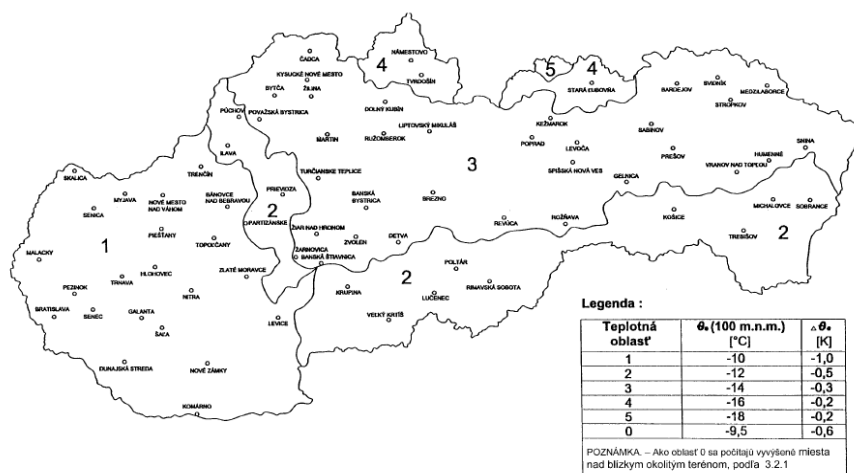 ČADCA
NÁMESTOVO
4
TVRDOŠÍN
KYSUCKÉ NOVÉ MESTO
BYTČA
ŽILINA
5
4
STARÁ ĽUBOVŇA
BARDEJOV
SVIDNÍK
MEDZILABORCE
STROPKOV
PÚCHOV
POVAŽSKÁ BYSTRICA
DOLNÝ KUBÍN
MARTIN
RUŽOMBEROK
LIPTOVSKÝ MIKULÁŠ
KEŽMAROK
POPRAD
LEVOČA
SABINOV
PREŠOV
SNINA
HUMENNÉ
VRANOV NAD TOPĽOU
ILAVA
TRENČÍN
TURČIANSKE TEPLICE
3
SPIŠSKÁ NOVÁ VES
GELNICA
SKALICA
MYJAVA
NOVÉ MESTO
NAD VÁHOM
BÁNOVCE
NAD BEBRAVOU
PRIEVIDZA
2
PARTIZÁNSKE
BANSKÁ
BYSTRICA
BREZNO
REVÚCA
ROŽŇAVA
KOŠICE
MICHALOVCE
SOBRANCE
TREBIŠOV
2
SENICA
1
PIEŠŤANY
TOPOĽČANY
ŽIAR NAD HRONOM
ZVOLEN
DETVA
ŽARNOVICA
BANSKÁ ŠTIAVNICA
MALACKY
HLOHOVEC
ZLATÉ MORAVCE
2
POLTÁR
PEZINOK
TRNAVA
NITRA
KRUPINA
LUČENEC
RIMAVSKÁ SOBOTA
BRATISLAVA
SENEC
GALANTA
ŠAĽA
LEVICE
VEĽKÝ KRTÍŠ
DUNAJSKÁ STREDA
NOVÉ ZÁMKY
KOMÁRNO
Legenda :
Teplotná oblasť θe (100 m.n.m.) [°C] △ θe [K]
1 -10 -1,0
2 -12 -0,5
3 -14 -0,3
4 -16 -0,2
5 -18 -0,2
0 -9,5 -0,6
POZNÁMKA. – Ako oblasť 0 sa počítajú vyvýšené miesta
nad blízkym okolitým terénom, podľa 3.2.1